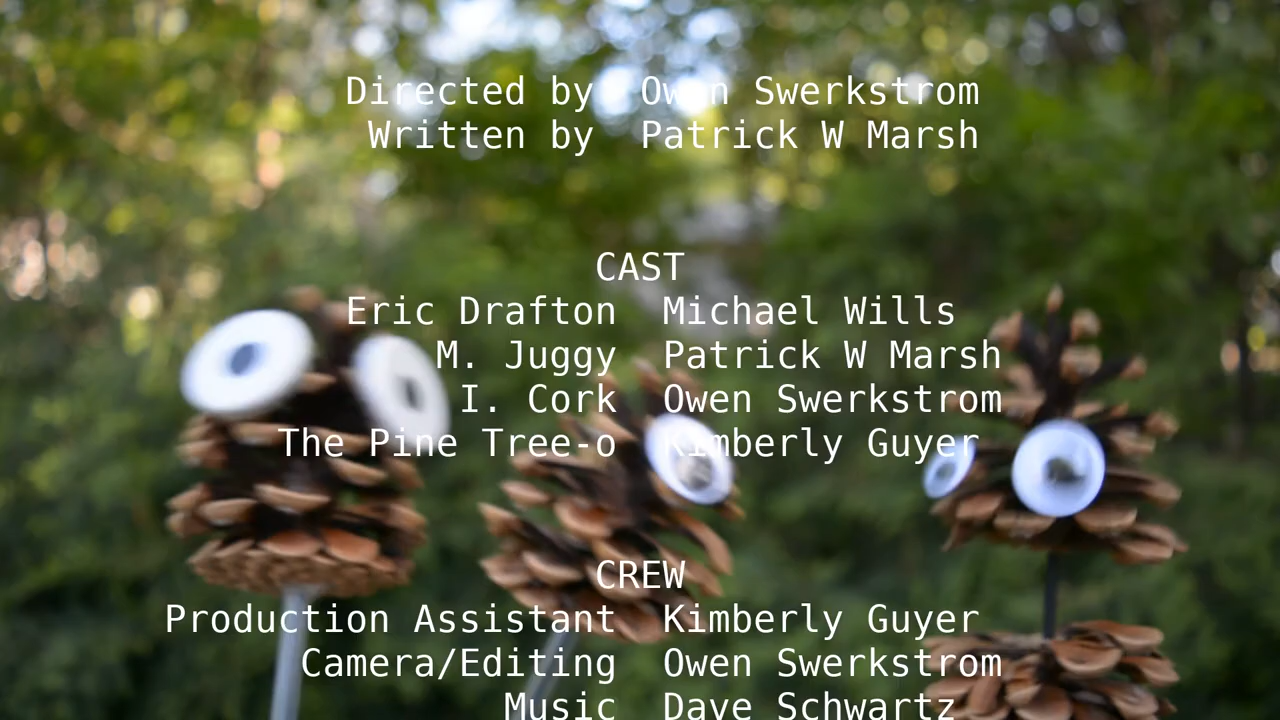 Directed by Owen Swerkstrom
Written by Patrick W Marsh
CAST
Eric Drafton Michael Wills
M. Juggy Patrick W Marsh
I. Cork Owen Swerkstrom
The Pine Tree-o Kimberly Guyer
CREW
Production Assistant Kimberly Guyer
Camera/Editing Owen Swerkstrom
Music Dave Schwartz